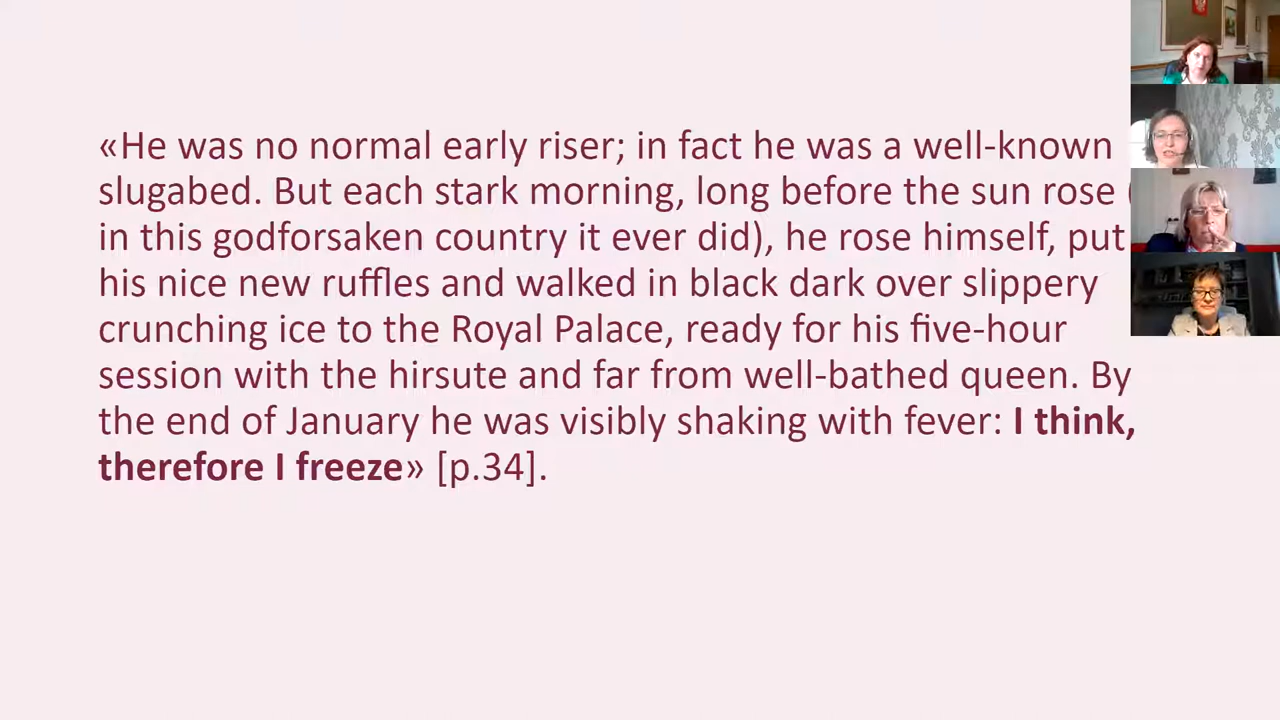 «He was no normal early riser; in fact he was a well-known
slugabed. But each stark morning, long before the sun rose (
in this godforsaken country it ever did), he rose himself, put
his nice new ruffles and walked in black dark over slippery
crunching ice to the Royal Palace, ready for his five-hour
session with the hirsute and far from well-bathed queen. By
the end of January he was visibly shaking with fever: I think,
therefore I freeze» [p.34].